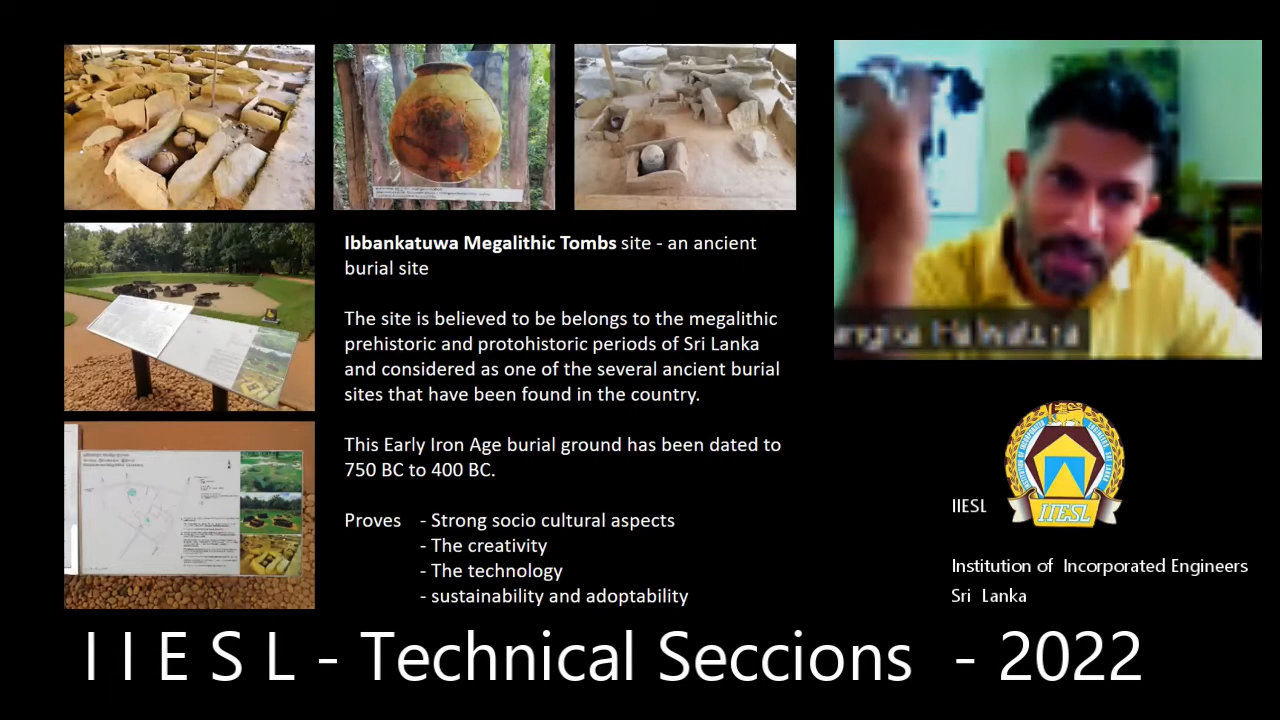 Ibbankatuwa Megalithic Tombs site - an ancient
burial site
The site is believed to be belongs to the megalithic
prehistoric and protohistoric periods of Sri Lanka
and considered as one of the several ancient burial
sites that have been found in the country.
This Early Iron Age burial ground has been dated to
750 BC to 400 BC.
Proves - Strong socio cultural aspects
- The creativity
- The technology
- sustainability and adoptability
Halwatura
IIESL
IIESL
Institution of Incorporated Engineers
Sri Lanka
I I E S L - Technical Seccions - 2022